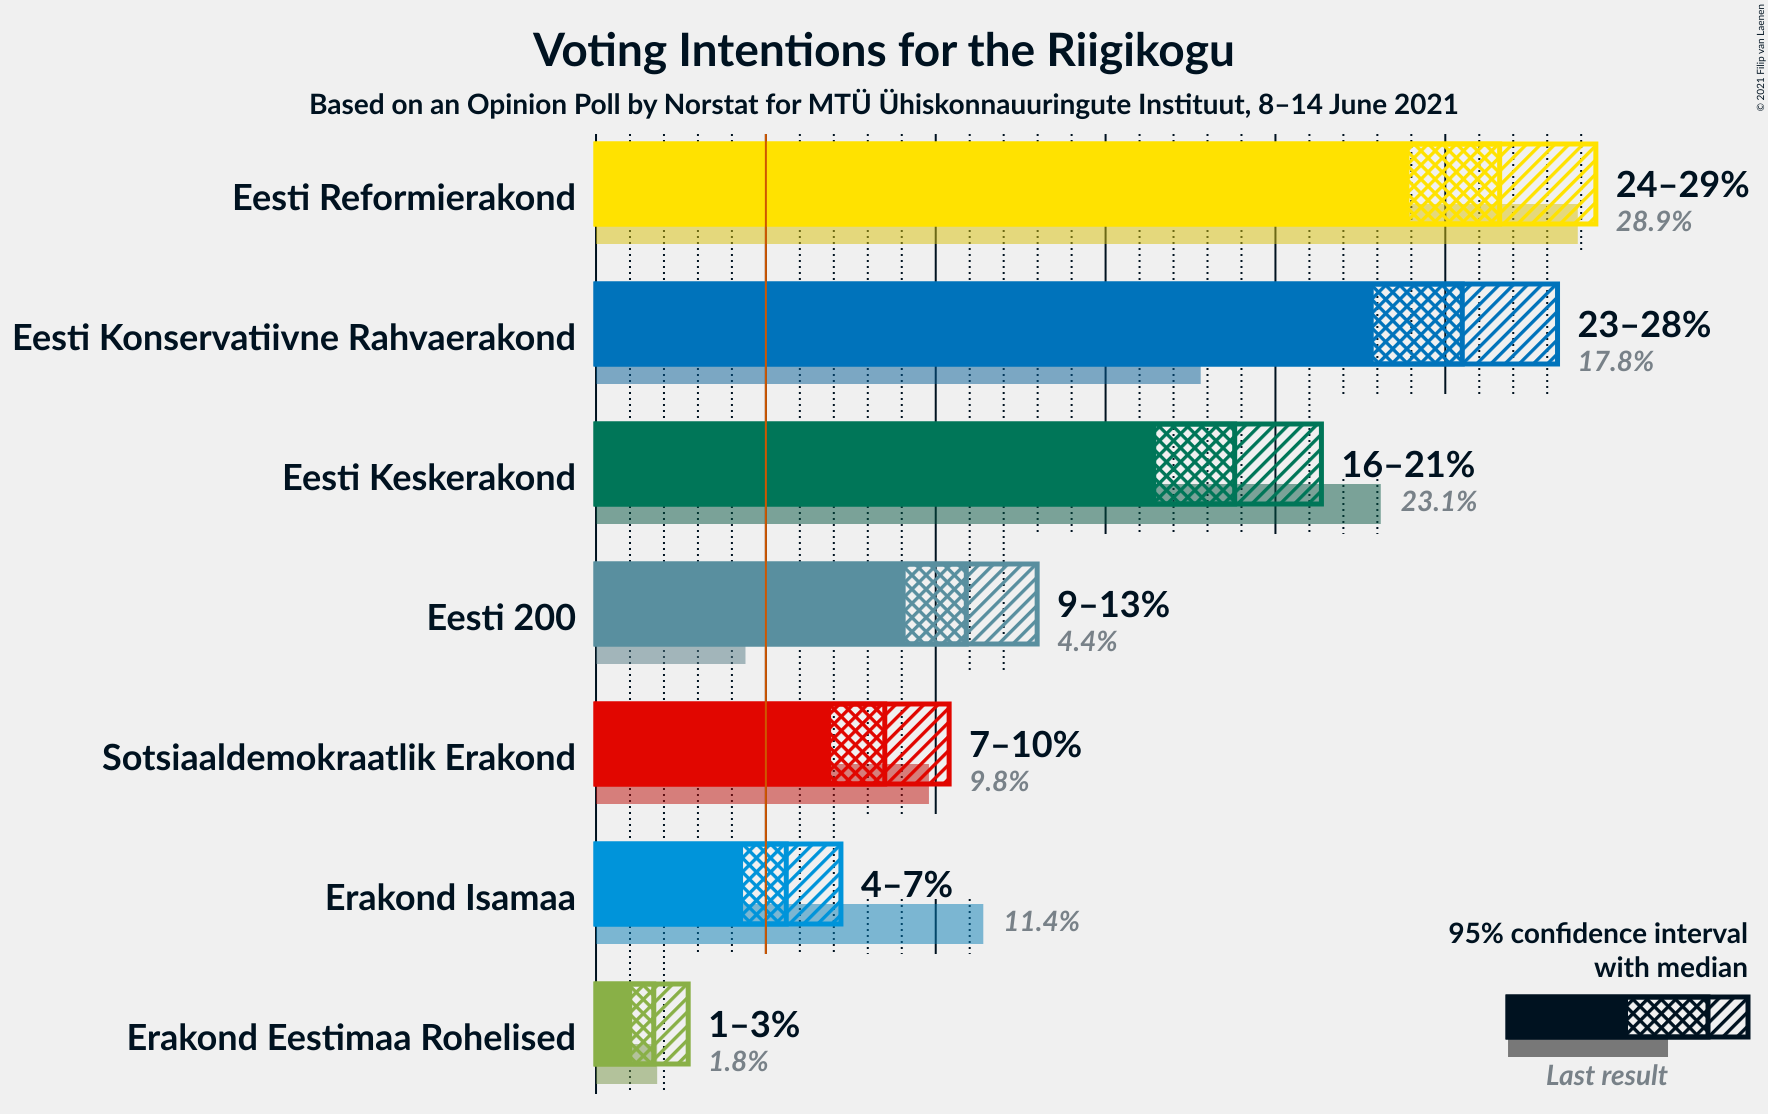 Voting Intentions for the Riigikogu
Based on an Opinion Poll by Norstat for MTÜ Ühiskonnauuringute Instituut, 8–14 June 2021
© 2021 Filip van Laenen
Eesti Reformierakond
24–29%
28.9%
Eesti Konservatiivne Rahvaerakond
23–28%
17.8%
Eesti Keskerakond
16–21%
23.1%
Eesti 200
9–13%
4.4%
Sotsiaaldemokraatlik Erakond
7–10%
9.8%
Erakond Isamaa
4–7%
11.4%
Erakond Eestimaa Rohelised
1–3%
1.8%
95% confidence interval
with median
Last result